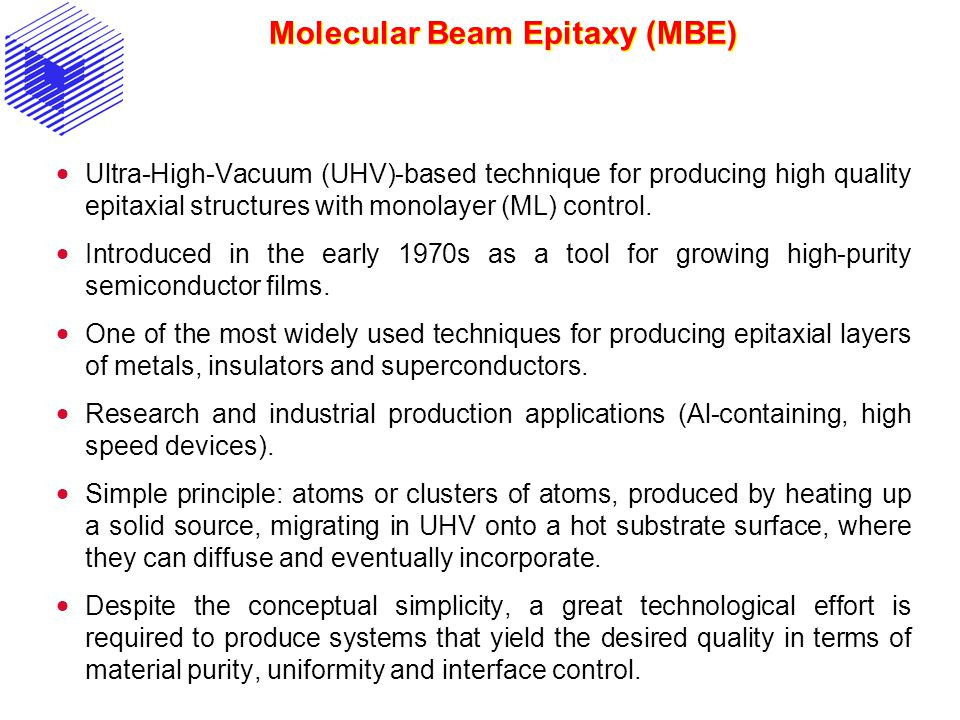 Molecular Beam Epitaxy (MBE)
• Ultra-High-Vacuum (UHV)-based technique for producing high quality
epitaxial structures with monolayer (ML) control.
• Introduced in the early 1970s as a tool for growing high-purity
semiconductor films.
• One of the most widely used techniques for producing epitaxial layers
of metals, insulators and superconductors.
• Research and industrial production applications (Al-containing, high
speed devices).
• Simple principle: atoms or clusters of atoms, produced by heating up
a solid source, migrating in UHV onto a hot substrate surface, where
they can diffuse and eventually incorporate.
• Despite the conceptual simplicity, a great technological effort is
required to produce systems that yield the desired quality in terms of
material purity, uniformity and interface control.